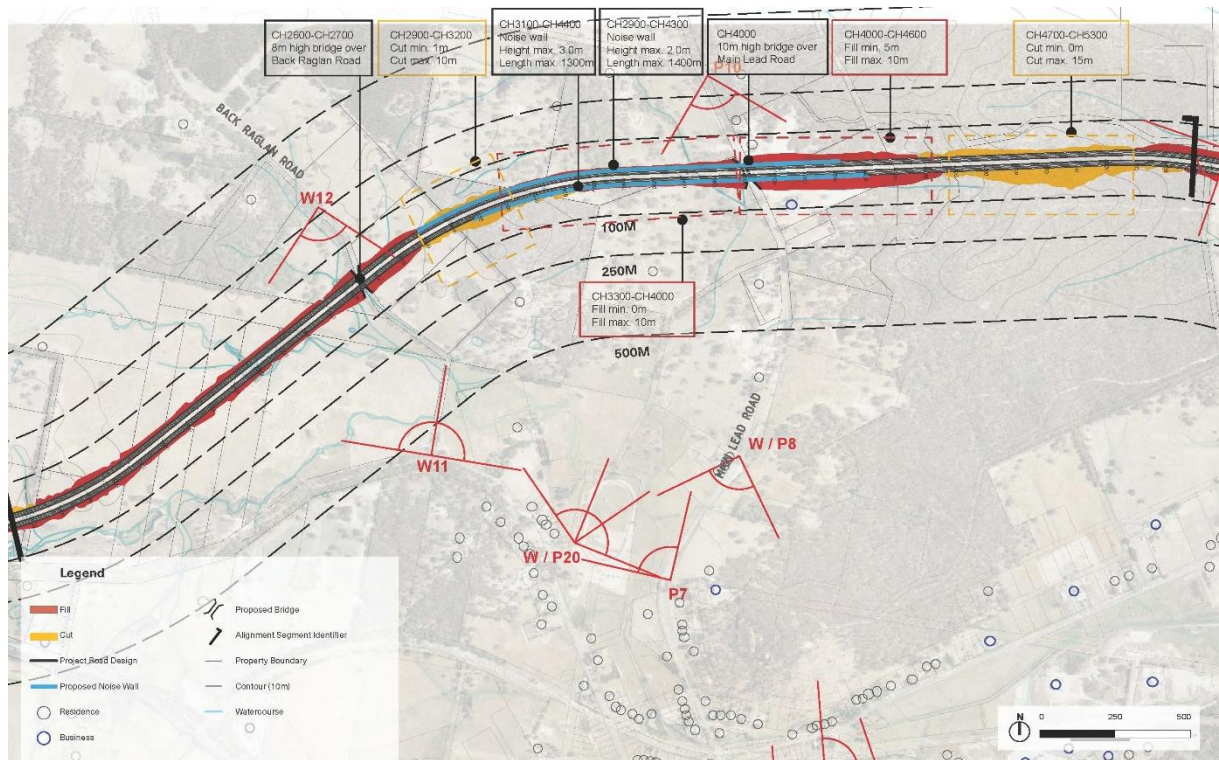 CH2600-CH2700
8m high bridge over
Back Raglan Road
CH2900-CH3200
Cut min. 1m
Cut max. 10m
CH3100-CH4400
Noise wall
Height max. 3.0m
Length max. 1300m
CH2900-CH4300
Noise wall
Height max. 2.0m
Length max. 1400m
CH4000
10m high bridge over
Main Lead Road
CH4000-CH4600
Fill min. 5m
Fill max. 10m
CH4700-CH5300
Cut min. 0m
Cut max. 15m
P10
BACK RAGLAN ROAD
W12
100M
250M
CH3300-CH4000
Fill min. 0m
Fill max. 10m
500M
LEAD ROAD
W / P8
W11
W / P20
P7
Legend
Fill
Cut
Project Road Design
Proposed Noise Wall
Residence
Business
Proposed Bridge
Alignment Segment Identifier
Property Boundary
Contour (10m)
Watercourse
N
0 250 500